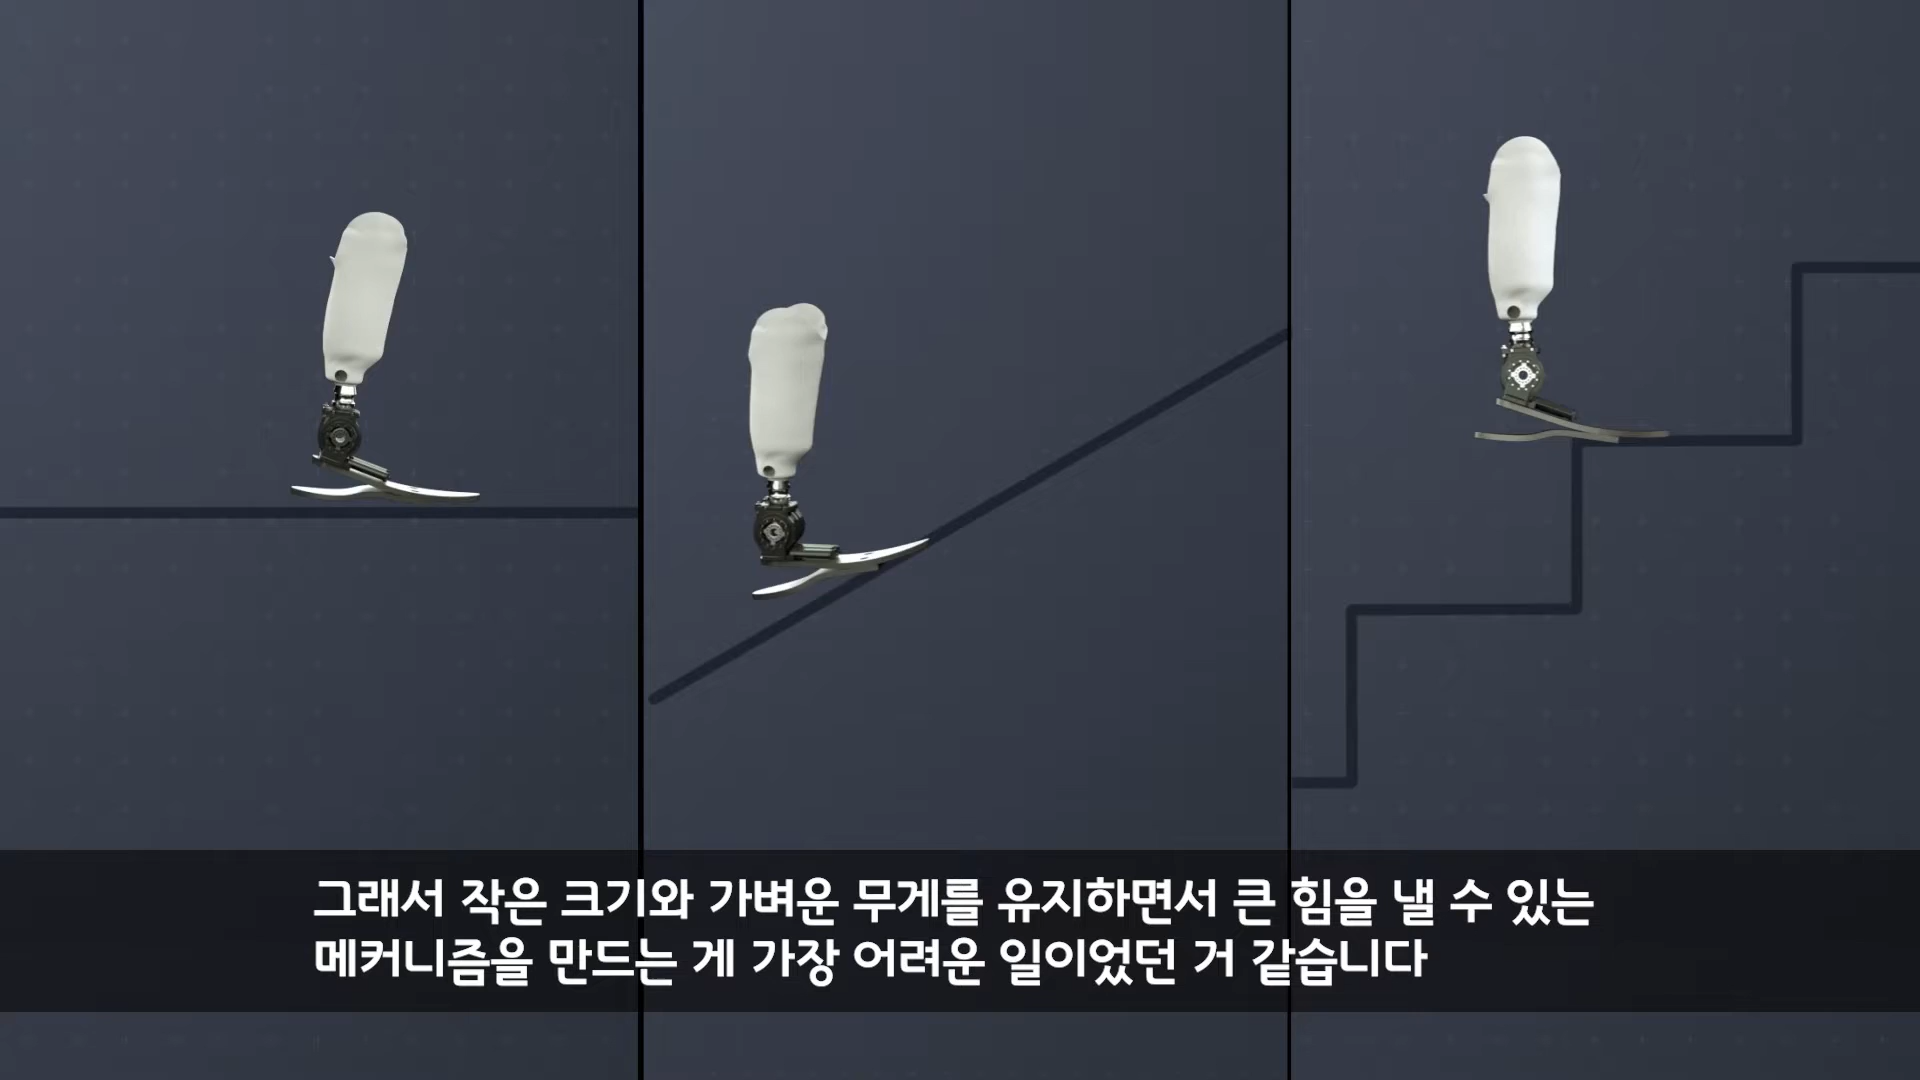 그래서 작은 크기와 가벼운 무게를 유지하면서 큰 힘을 낼 수 있는
메커니즘을 만드는 게 가장 어려운 일이었던 거 같습니다